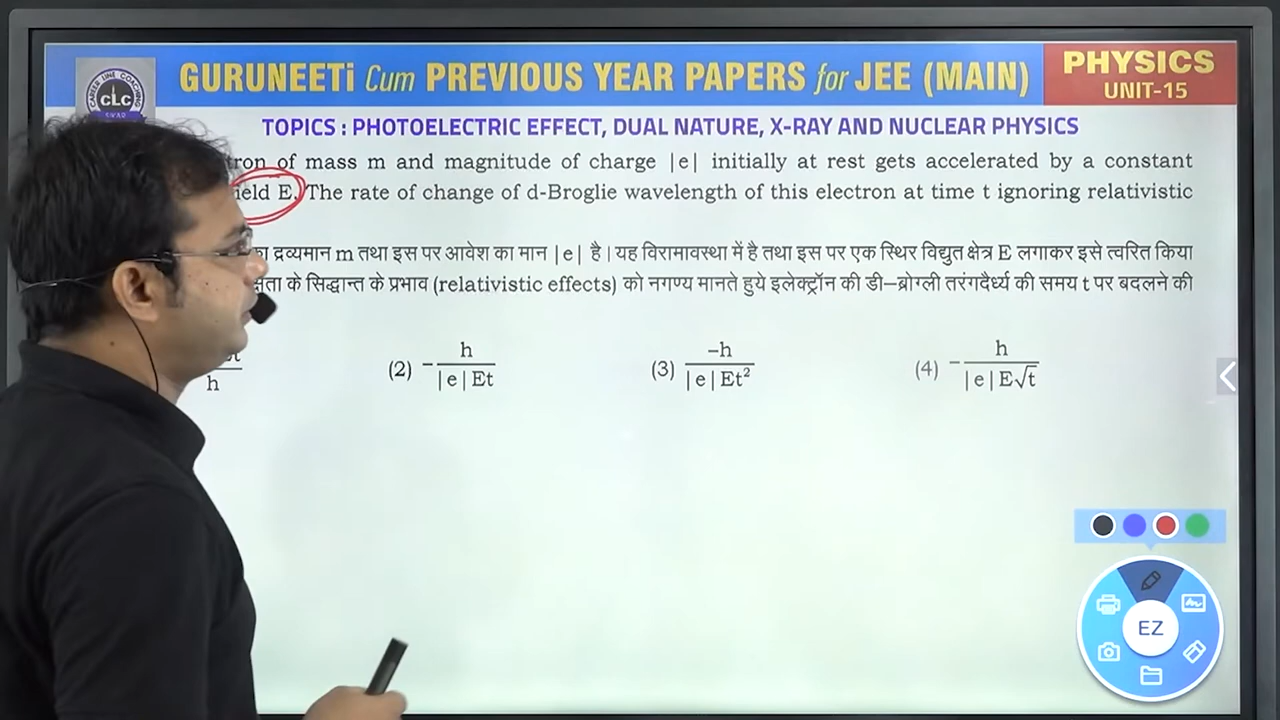 GURUNEETi Cum PREVIOUS YEAR PAPERS for JEE (MAIN)
PHYSICS
UNIT-15
CLC
TOPICS : PHOTOELECTRIC EFFECT, DUAL NATURE, X-RAY AND NUCLEAR PHYSICS
of mass m and magnitude of charge |e| initially at rest gets accelerated by a constant
E. The rate of change of d-Broglie wavelength of this electron at time t ignoring relativistic
का द्रव्यमान m तथा इस पर आवेश का मान |e| है। यह विरामावस्था में है तथा इस पर एक स्थिर विद्युत क्षेत्र E लगाकर इसे त्वरित किया
के सिद्धान्त के प्रभाव (relativistic effects) को नगण्य मानते हुये इलेक्ट्रॉन की डी–ब्रोग्ली तरंगदैर्ध्य की समय t पर बदलने की
h
(2) -h/|e|Et
(3) -h/|e|Et²
(4) -h/|e|E√t
EZ